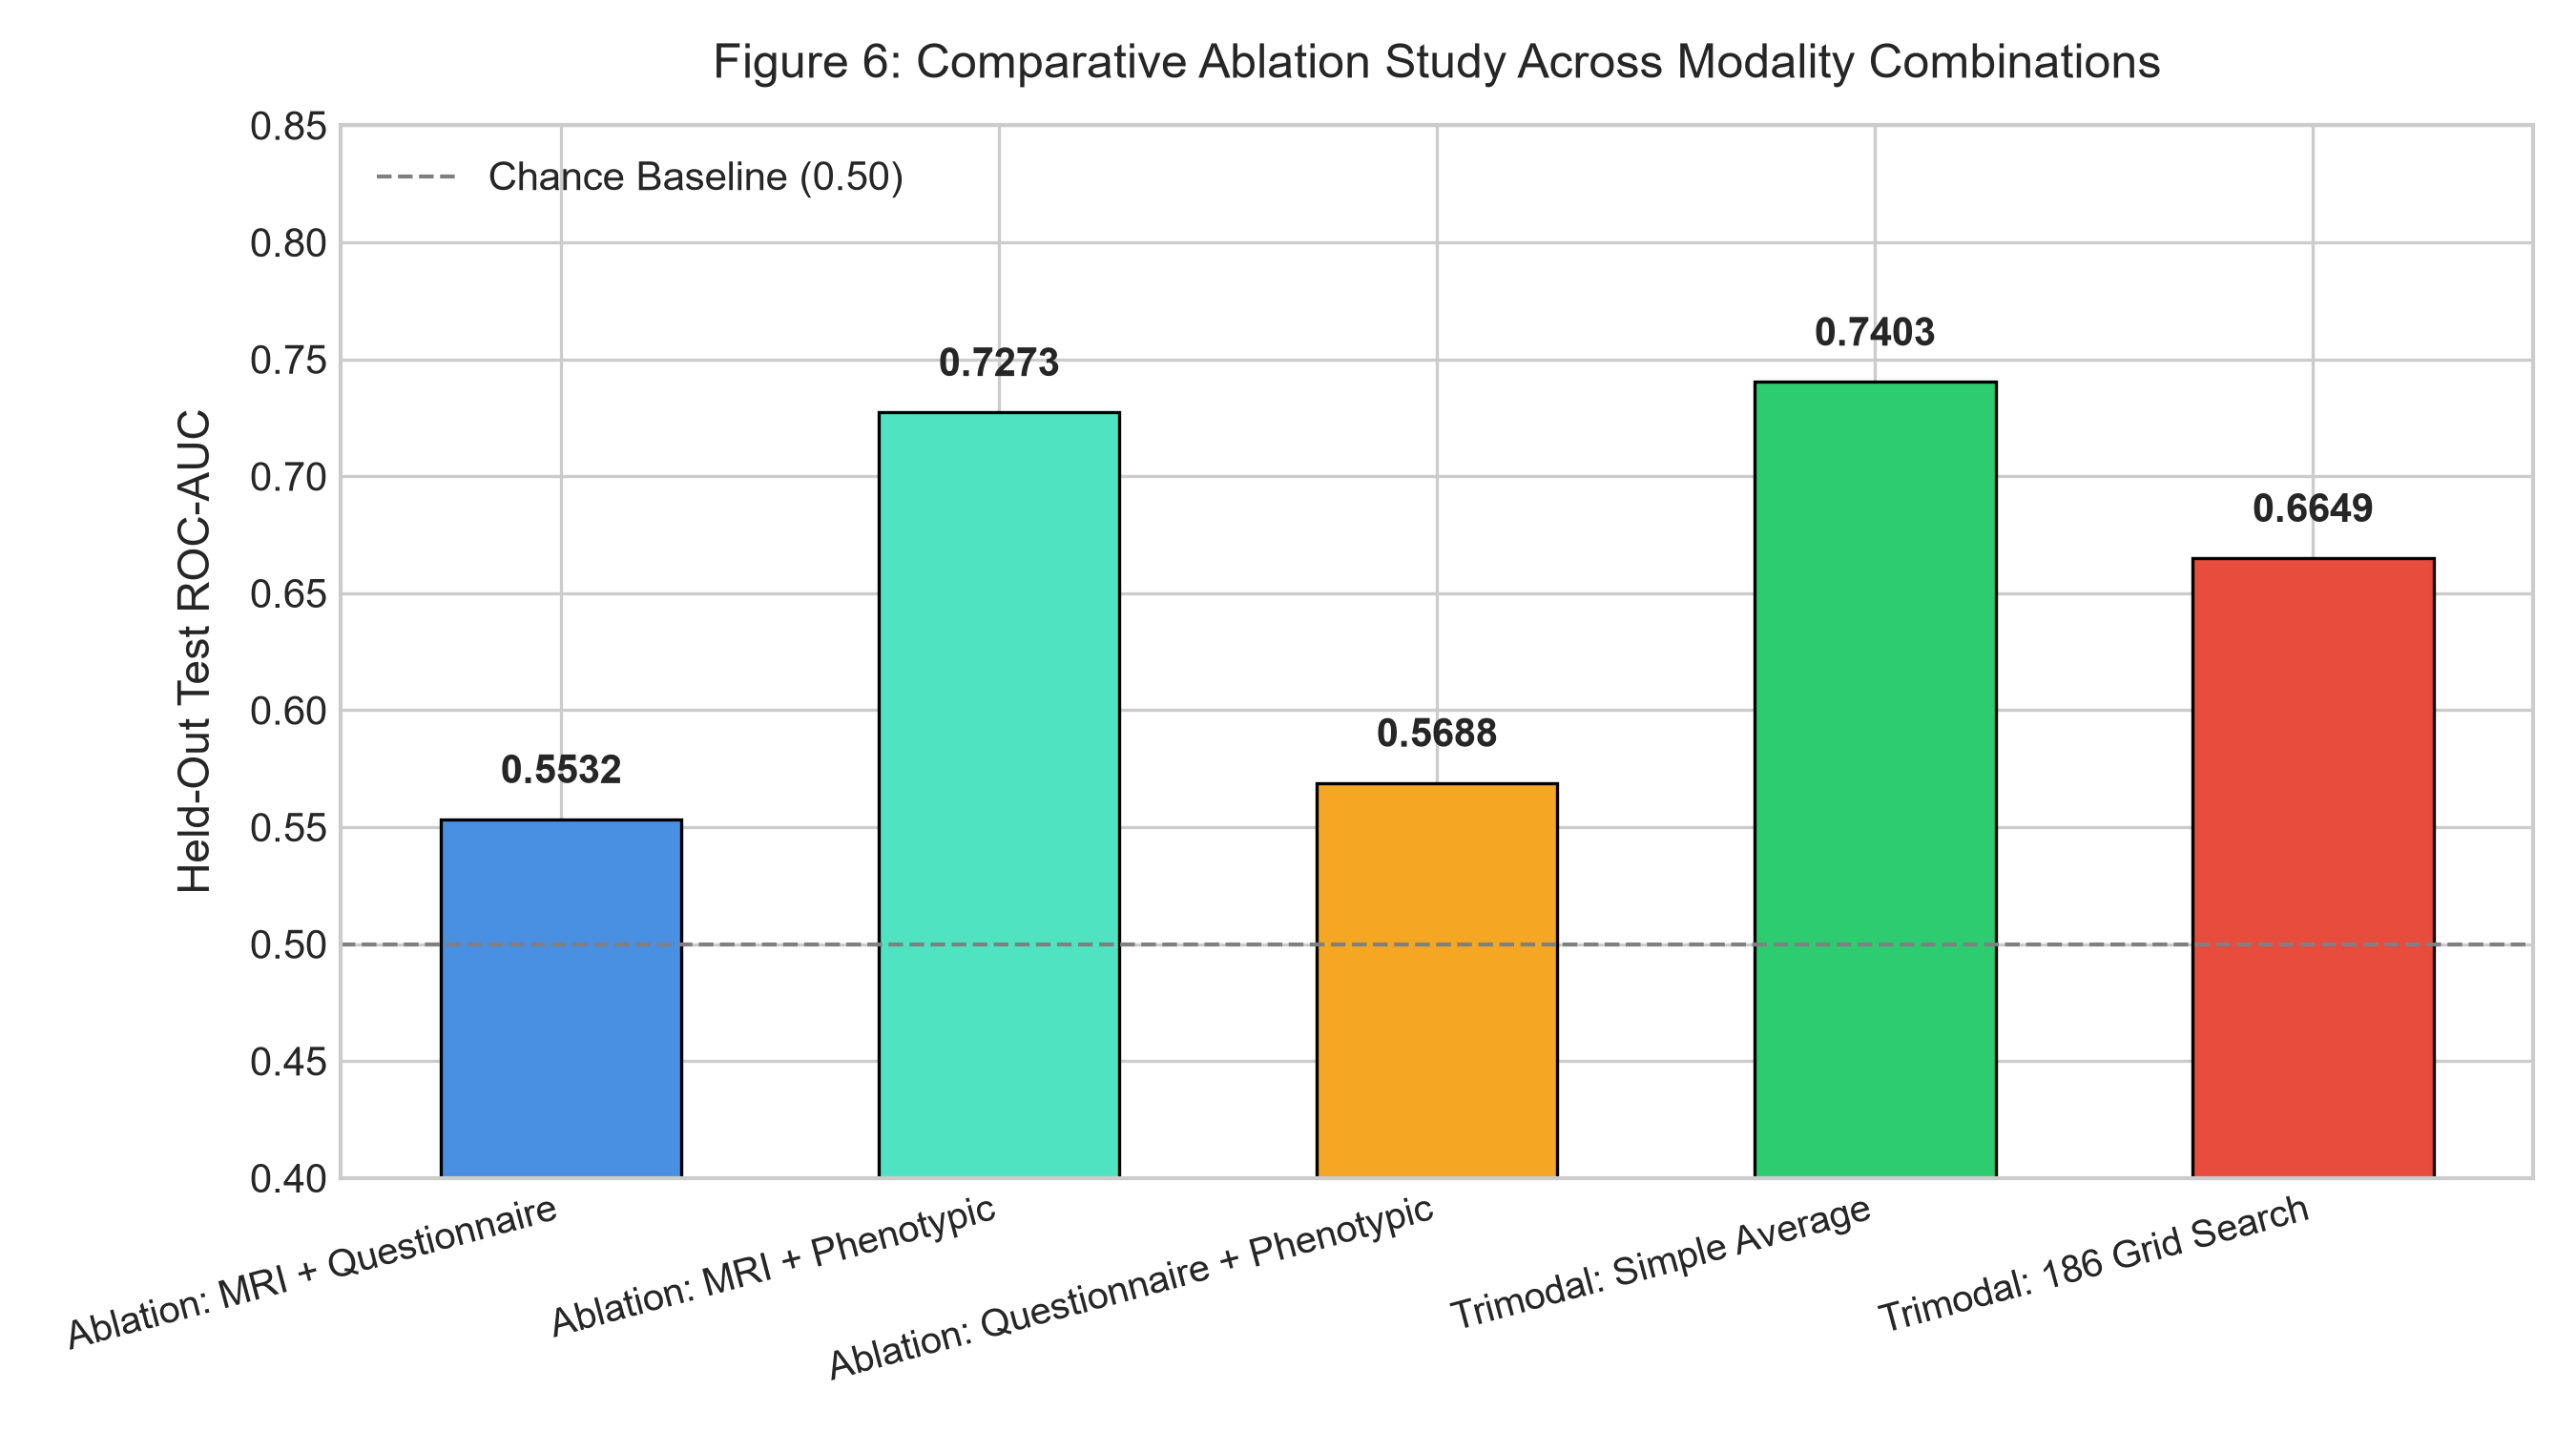 Figure 6: Comparative Ablation Study Across Modality Combinations
Held-Out Test ROC-AUC
0.85
0.80
0.75
0.70
0.65
0.60
0.55
0.50
0.45
0.40
Chance Baseline (0.50)
0.5532
0.7273
0.5688
0.7403
0.6649
Ablation: MRI + Questionnaire
Ablation: MRI + Phenotypic
Ablation: Questionnaire + Phenotypic
Trimodal: Simple Average
Trimodal: 186 Grid Search